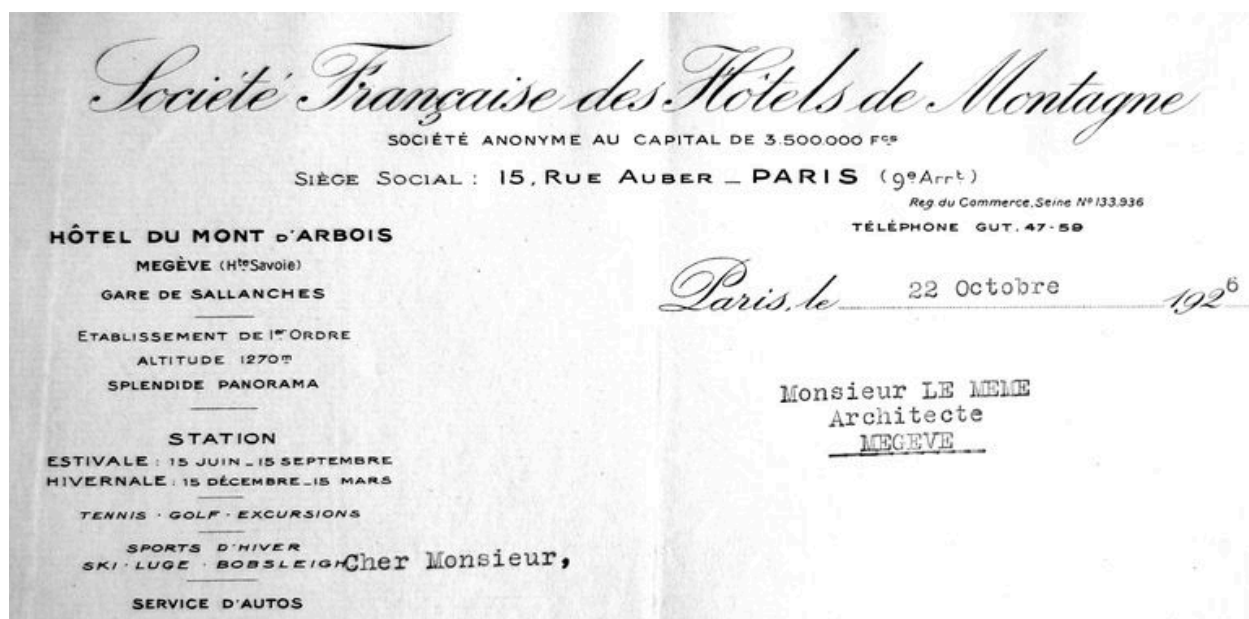 Société Française des Hôtels de Montagne
SOCIÉTÉ ANONYME AU CAPITAL DE 3.500.000 Fcs
SIÈGE SOCIAL : 15, RUE AUBER _ PARIS (9e Arrt)
Reg. du Commerce, Seine No 133,936
TÉLÉPHONE GUT. 47-59
HÔTEL DU MONT D'ARBOIS
MEGÈVE (Hte Savoie)
GARE DE SALLANCHES
ETABLISSEMENT DE 1er ORDRE
ALTITUDE 1270m
SPLENDIDE PANORAMA
STATION
ESTIVALE : 15 JUIN _ 15 SEPTEMBRE
HIVERNALE : 15 DÉCEMBRE _ 15 MARS
TENNIS · GOLF · EXCURSIONS
SPORTS D'HIVER
SKI · LUGE · BOBSLEIGH
SERVICE D'AUTOS
Paris, le 22 Octobre 1926
Monsieur LE MEME
Architecte
MEGEVE
Cher Monsieur,